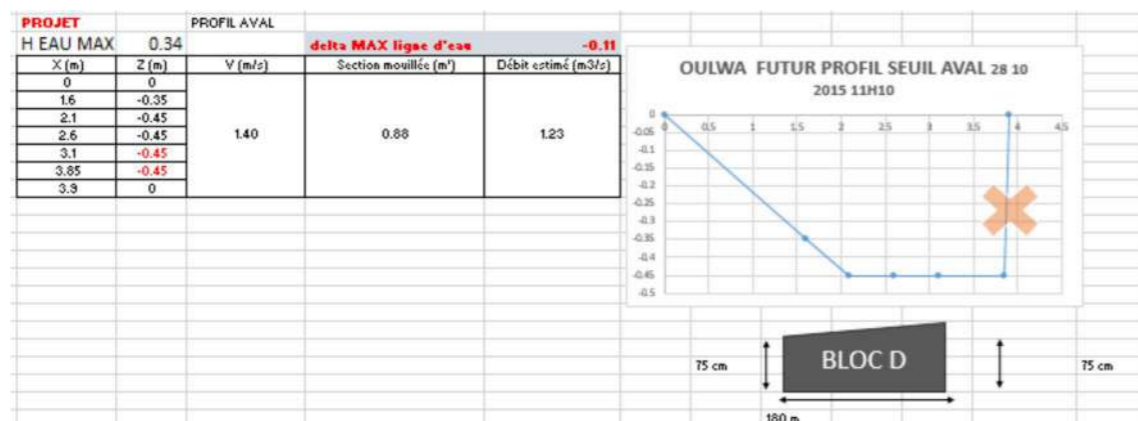 PROJET PROFIL AVAL
H EAU MAX 0.34 delta MAX ligne d'eau -0.11
X (m) Z (m) V (m/s) Section mouillée (m²) Débit estimé (m3/s)
0 0
1.6 -0.35
2.1 -0.45
2.6 -0.45 1.40 0.88 1.23
3.1 -0.45
3.85 -0.45
3.9 0
OULWA FUTUR PROFIL SEUIL AVAL 28 10
2015 11H10
0
0 0.5 1 1.5 2 2.5 3 3.5 4 4.5
-0.05
-0.1
-0.15
-0.2
-0.25
-0.3
-0.35
-0.4
-0.45
-0.5
75 cm BLOC D 75 cm
180 m